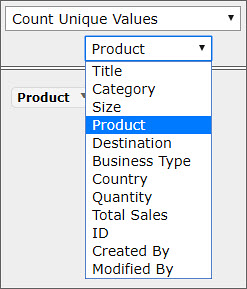 Count Unique Values
Product
Title
Category
Size
Product
Product
Destination
Business Type
Country
Quantity
Total Sales
ID
Created By
Modified By